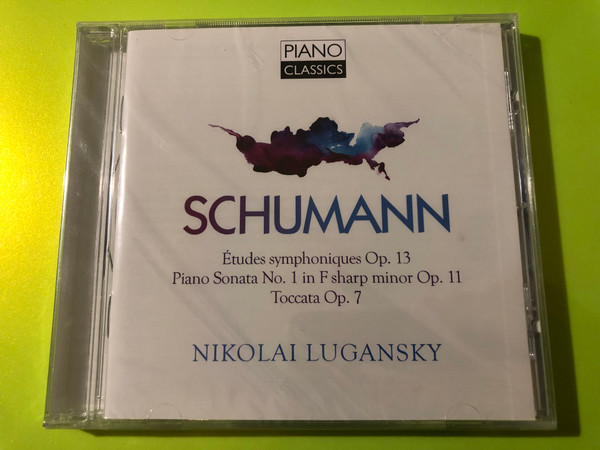 PIANO
CLASSICS
SCHUMANN
Études symphoniques Op. 13
Piano Sonata No. 1 in F sharp minor Op. 11
Toccata Op. 7
NIKOLAI LUGANSKY